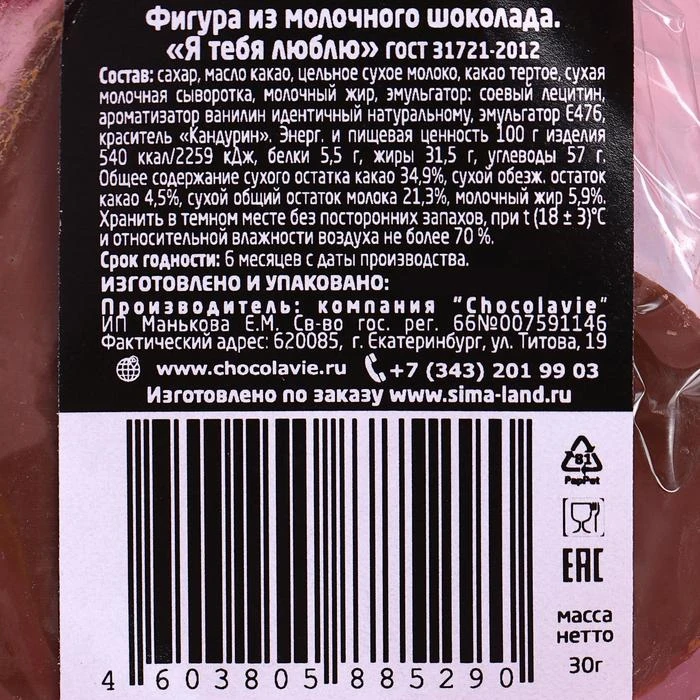 Фигура из молочного шоколада.
«Я тебя люблю» ГОСТ 31721-2012
Состав: сахар, масло какао, цельное сухое молоко, какао тертое, сухая
молочная сыворотка, молочный жир, эмульгатор: соевый лецитин,
ароматизатор ванилин идентичный натуральному, эмульгатор Е476,
краситель «Кандурин». Энерг. и пищевая ценность 100 г изделия
540 ккал/2259 кДж, белки 5,5 г, жиры 31,5 г, углеводы 57 г.
Общее содержание сухого остатка какао 34,9%, сухой обезж. остаток
какао 4,5%, сухой общий остаток молока 21,3%, молочный жир 5,9%.
Хранить в темном месте без посторонних запахов, при t (18 ± 3)°С
и относительной влажности воздуха не более 70 %.
Срок годности: 6 месяцев с даты производства.
ИЗГОТОВЛЕНО И УПАКОВАНО:
Производитель: компания "Chocolavie"
ИП Манькова Е.М. Св-во гос. рег. 66№007591146
Фактический адрес: 620085, г. Екатеринбург, ул. Титова, 19
www.chocolavie.ru +7 (343) 201 99 03
Изготовлено по заказу www.sima-land.ru
81
PapPet
EAC
масса
нетто
30г
4 603805 885290